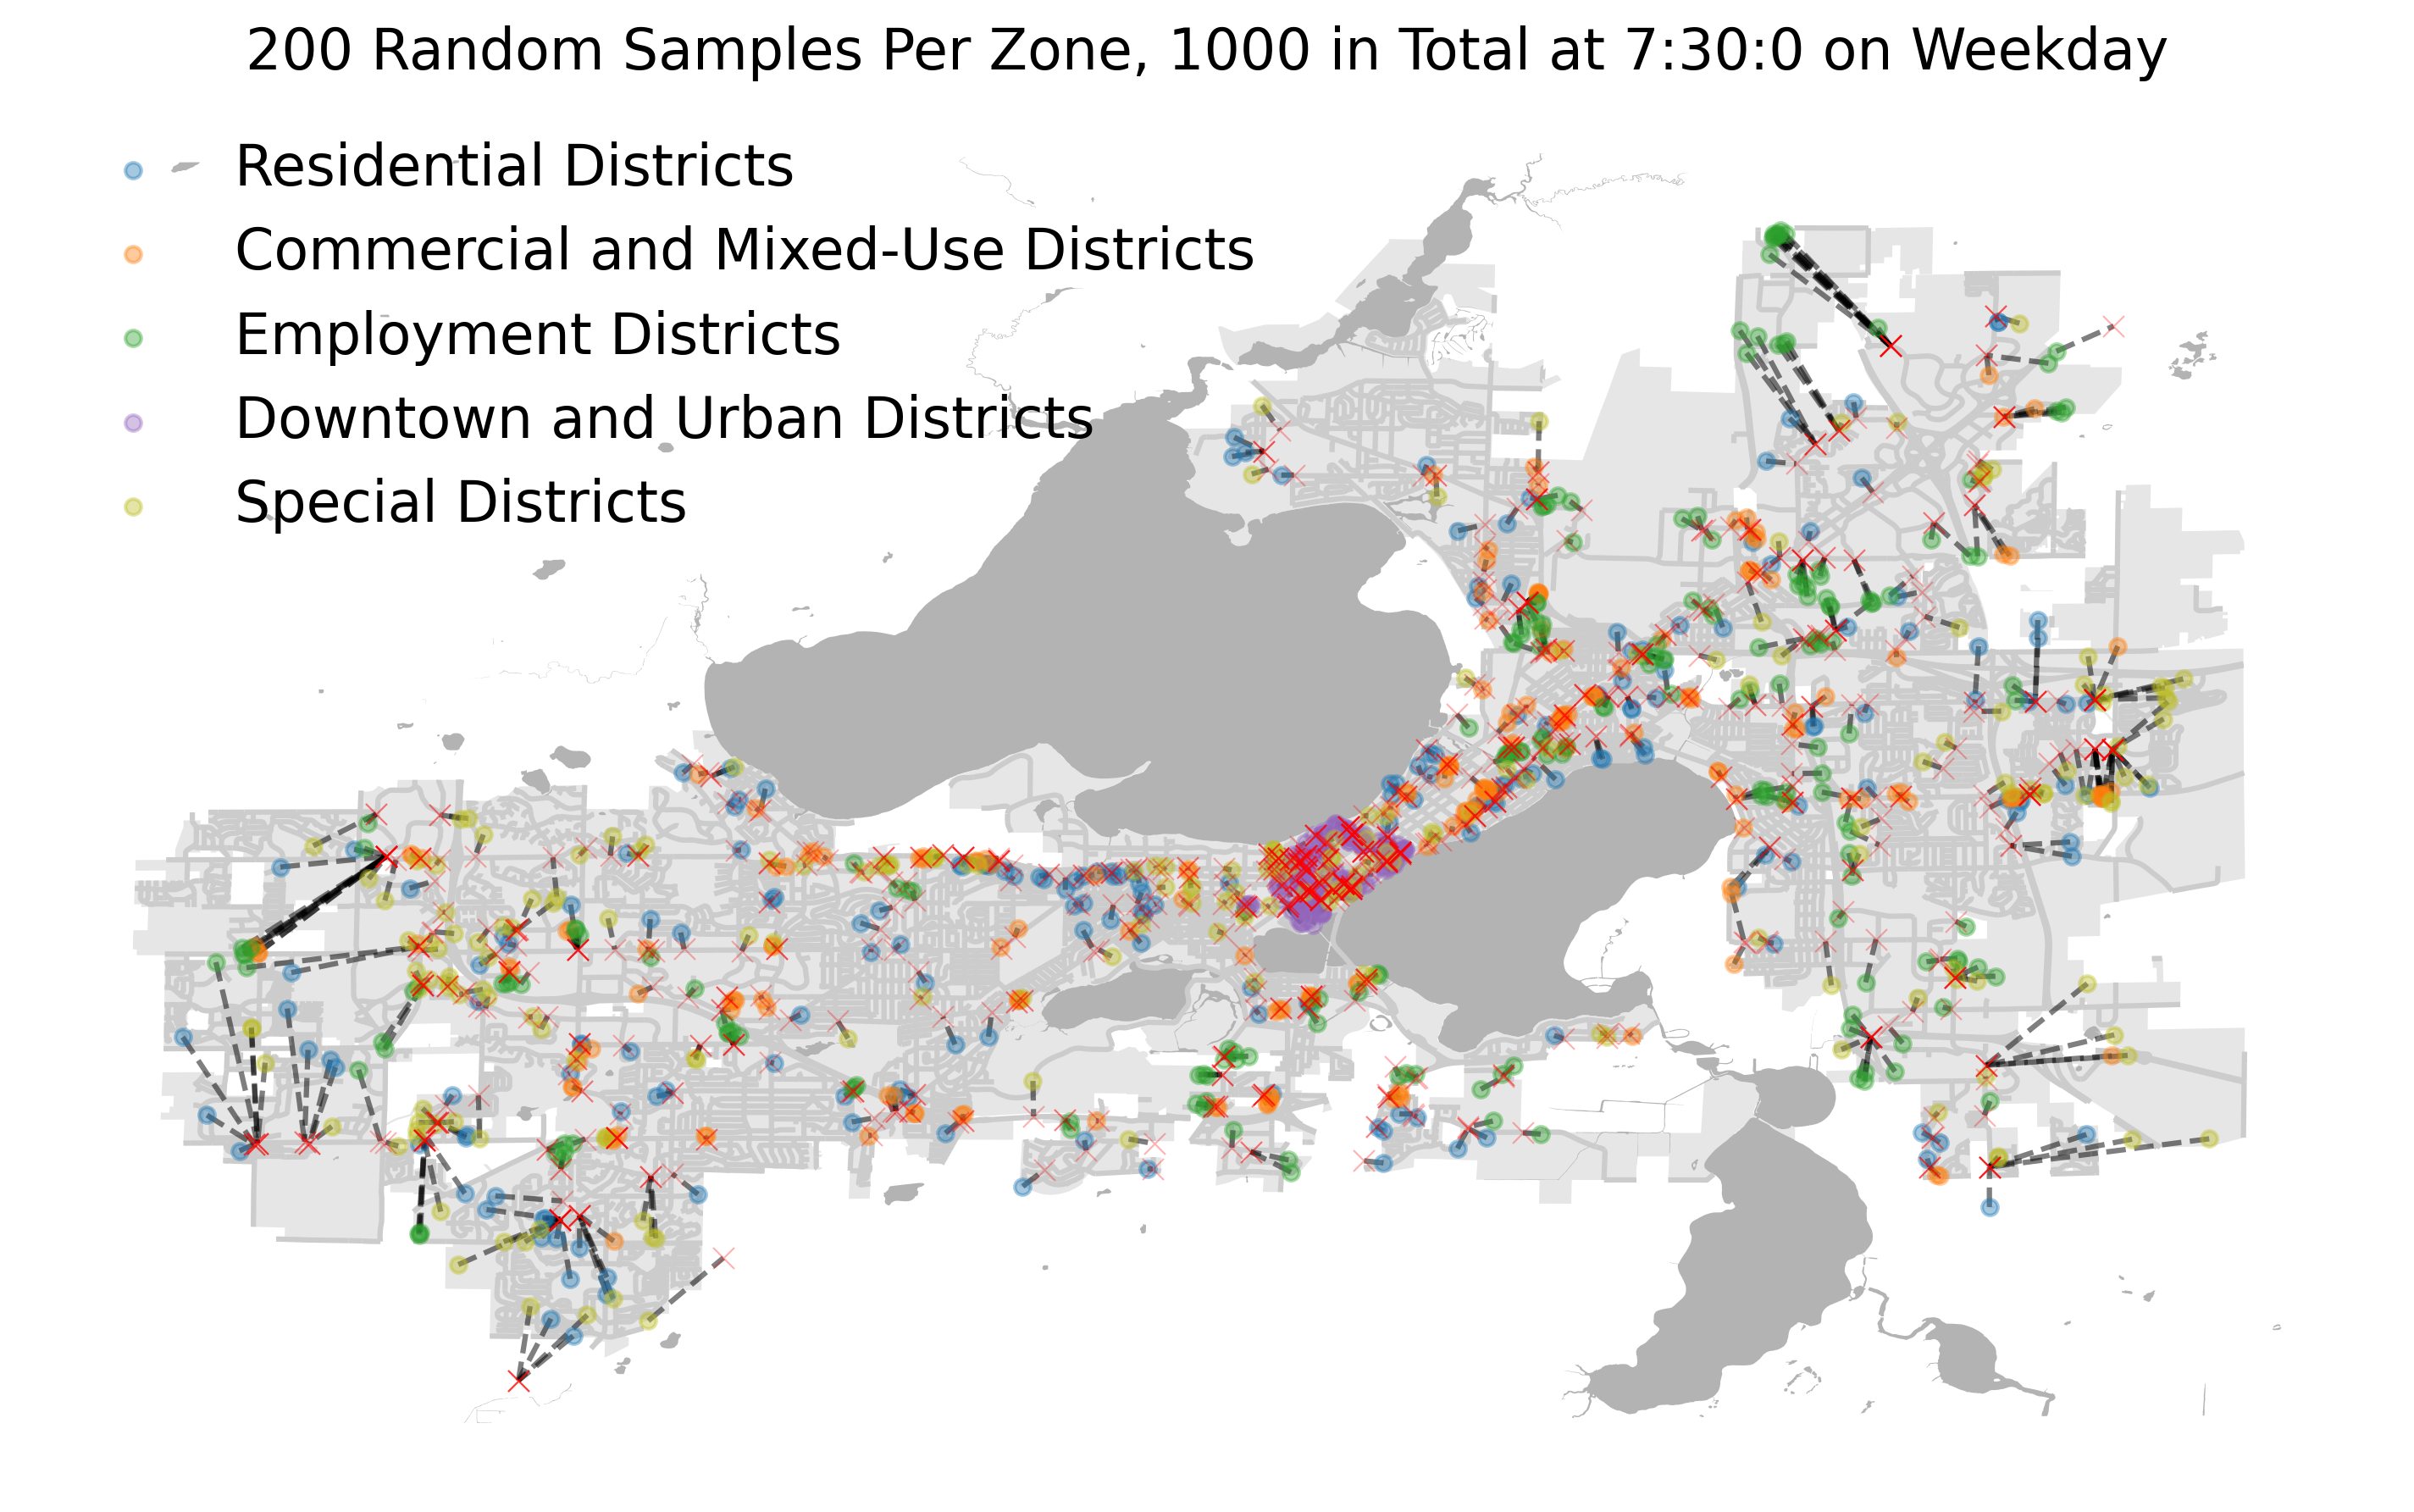 200 Random Samples Per Zone, 1000 in Total at 7:30:0 on Weekday
Residential Districts
Commercial and Mixed-Use Districts
Employment Districts
Downtown and Urban Districts
Special Districts